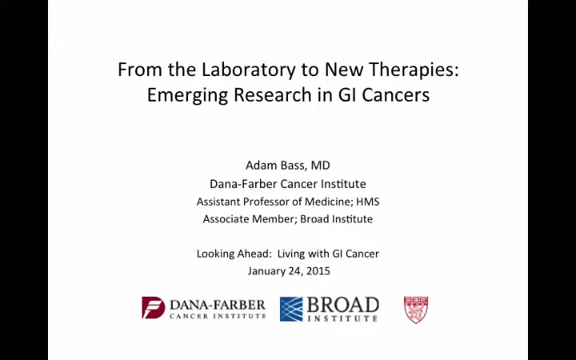 From the Laboratory to New Therapies:
Emerging Research in GI Cancers
Adam Bass, MD
Dana-Farber Cancer Institute
Assistant Professor of Medicine; HMS
Associate Member; Broad Institute
Looking Ahead: Living with GI Cancer
January 24, 2015
DANA-FARBER
CANCER INSTITUTE
BROAD
INSTITUTE